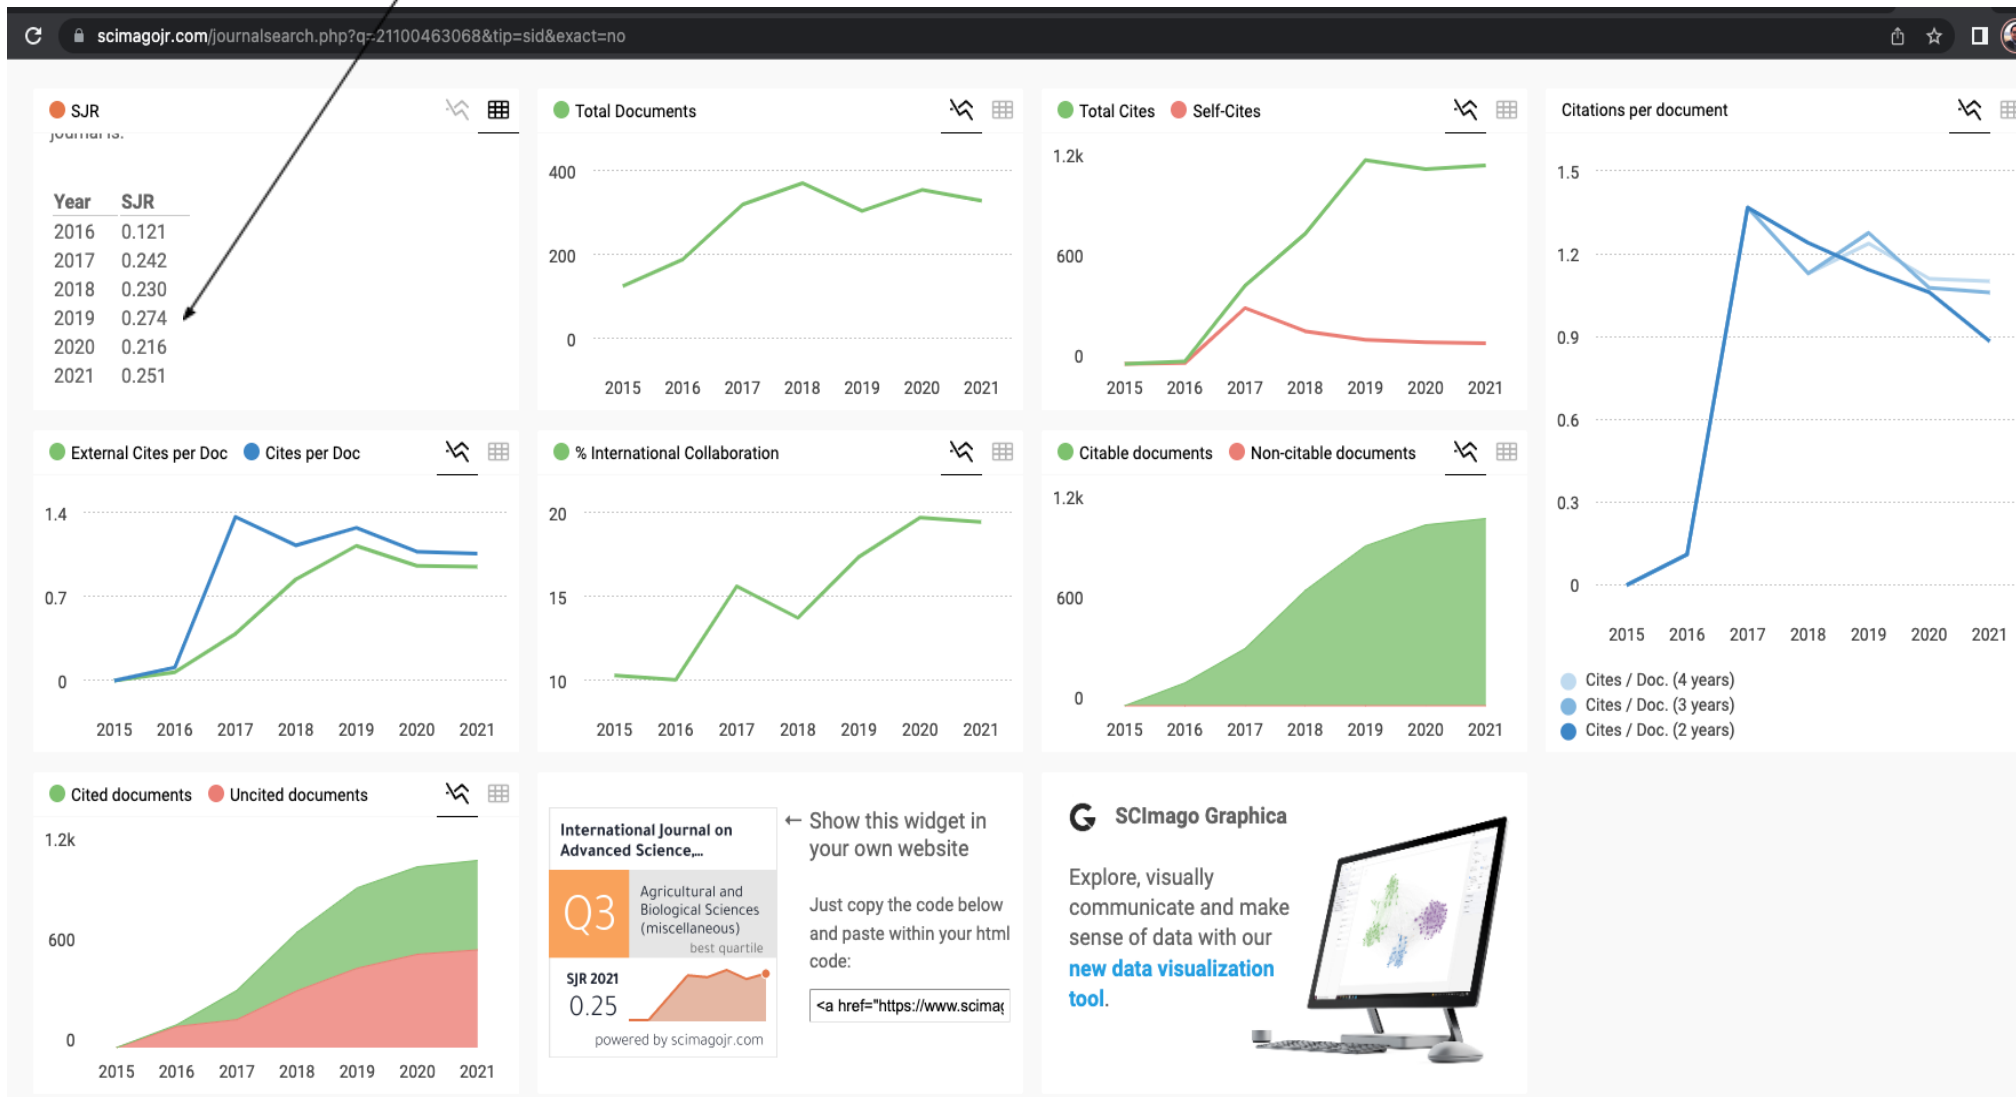 scimagojr.com/journalsearch.php?q=21100463068&tip=sid&exact=no
SJR
journal is.
Year SJR
2016 0.121
2017 0.242
2018 0.230
2019 0.274
2020 0.216
2021 0.251
Total Documents
400
200
0
2015 2016 2017 2018 2019 2020 2021
Total Cites Self-Cites
1.2k
600
0
2015 2016 2017 2018 2019 2020 2021
Citations per document
1.5
1.2
0.9
0.6
0.3
0
2015 2016 2017 2018 2019 2020 2021
Cites / Doc. (4 years)
Cites / Doc. (3 years)
Cites / Doc. (2 years)
External Cites per Doc Cites per Doc
1.4
0.7
0
2015 2016 2017 2018 2019 2020 2021
% International Collaboration
20
15
10
2015 2016 2017 2018 2019 2020 2021
Citable documents Non-citable documents
1.2k
600
0
2015 2016 2017 2018 2019 2020 2021
Cited documents Uncited documents
1.2k
600
0
2015 2016 2017 2018 2019 2020 2021
International Journal on
Advanced Science,...
Q3
Agricultural and
Biological Sciences
(miscellaneous)
best quartile
SJR 2021
0.25
powered by scimagojr.com
← Show this widget in
your own website
Just copy the code below
and paste within your html
code:
<a href="https://www.scimag
SCImago Graphica
Explore, visually
communicate and make
sense of data with our
new data visualization
tool.